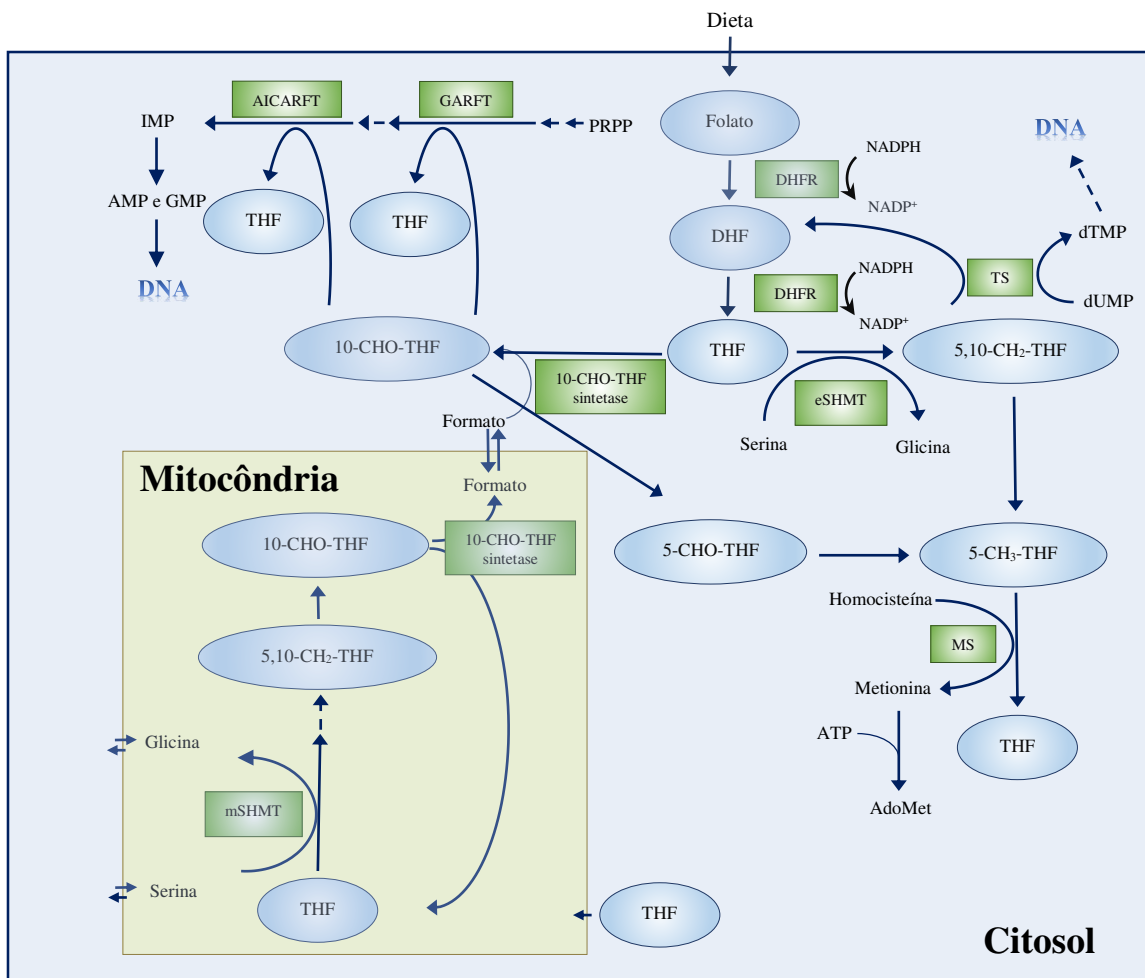 Dieta
AICARFT
GARFT
IMP
PRPP
Folato
DNA
NADPH
DHFR
NADP⁺
AMP e GMP
THF
THF
DHF
dTMP
NADPH
TS
DNA
DHFR
dUMP
NADP⁺
10-CHO-THF
THF
5,10-CH₂-THF
10-CHO-THF
sintetase
eSHMT
Formato
Serina
Glicina
Mitocôndria
Formato
10-CHO-THF
10-CHO-THF
sintetase
5-CHO-THF
5-CH₃-THF
Homocisteína
5,10-CH₂-THF
MS
Metionina
Glicina
ATP
THF
mSHMT
AdoMet
Serina
THF
THF
Citosol